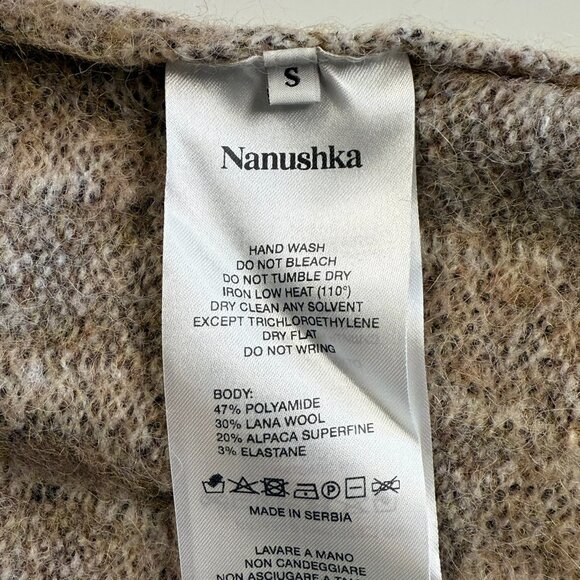 S
Nanushka
HAND WASH
DO NOT BLEACH
DO NOT TUMBLE DRY
IRON LOW HEAT (110°)
DRY CLEAN ANY SOLVENT
EXCEPT TRICHLOROETHYLENE
DRY FLAT
DO NOT WRING
BODY:
47% POLYAMIDE
30% LANA WOOL
20% ALPACA SUPERFINE
3% ELASTANE
MADE IN SERBIA
LAVARE A MANO
NON CANDEGGIARE
NON ASCIUGARE A